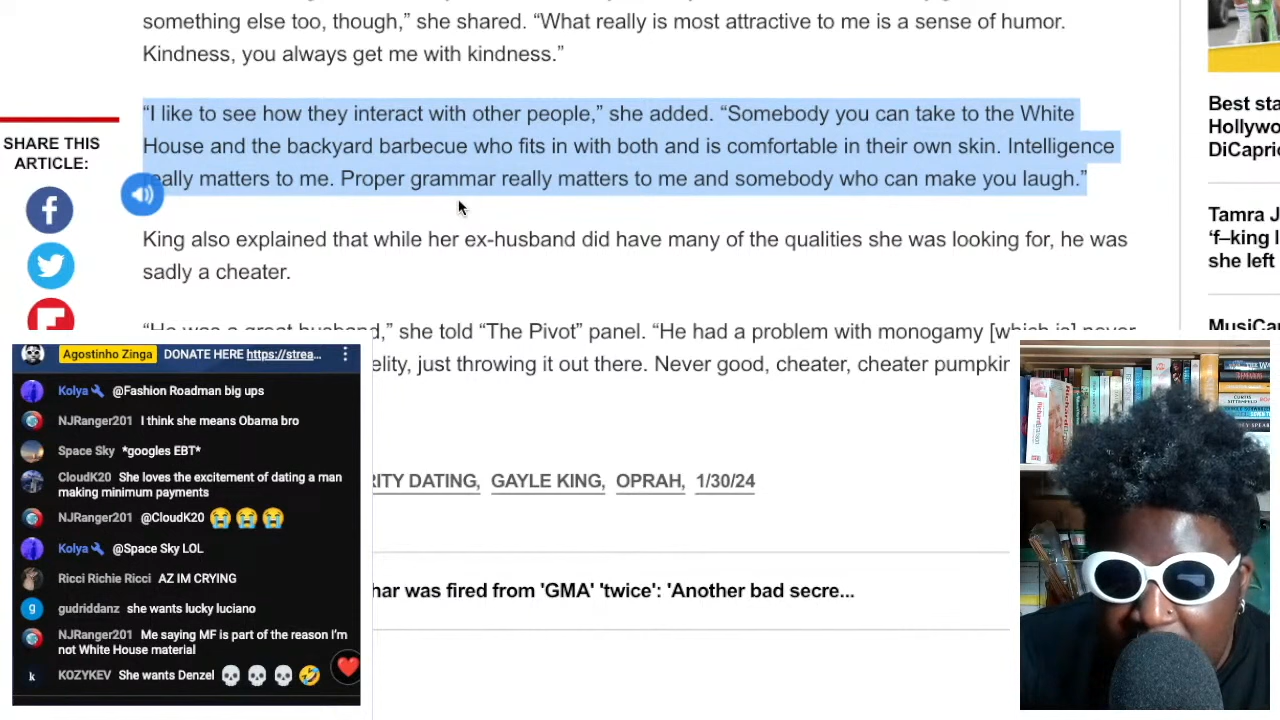 something else too, though,” she shared. “What really is most attractive to me is a sense of humor.
Kindness, you always get me with kindness.”
“I like to see how they interact with other people,” she added. “Somebody you can take to the White
House and the backyard barbecue who fits in with both and is comfortable in their own skin. Intelligence
really matters to me. Proper grammar really matters to me and somebody who can make you laugh.”
King also explained that while her ex-husband did have many of the qualities she was looking for, he was
sadly a cheater.
“He was a great husband,” she told “The Pivot” panel. “He had a problem with monogamy [which is] never
elity, just throwing it out there. Never good, cheater, cheater pumpkin
SHARE THIS
ARTICLE:
RITY DATING, GAYLE KING, OPRAH, 1/30/24
har was fired from 'GMA' 'twice': 'Another bad secre...
Best sta
Hollywo
DiCapric
Tamra J
‘f–king l
she left
MusiCar
Agostinho Zinga DONATE HERE https://strea...
Kolya @Fashion Roadman big ups
NJRanger201 I think she means Obama bro
Space Sky *googles EBT*
CloudK20 She loves the excitement of dating a man
making minimum payments
NJRanger201 @CloudK20 😭😭😭
Kolya @Space Sky LOL
Ricci Richie Ricci AZ IM CRYING
g gudriddanz she wants lucky luciano
NJRanger201 Me saying MF is part of the reason I’m
not White House material
k KOZYKEV She wants Denzel 💀💀💀🤣